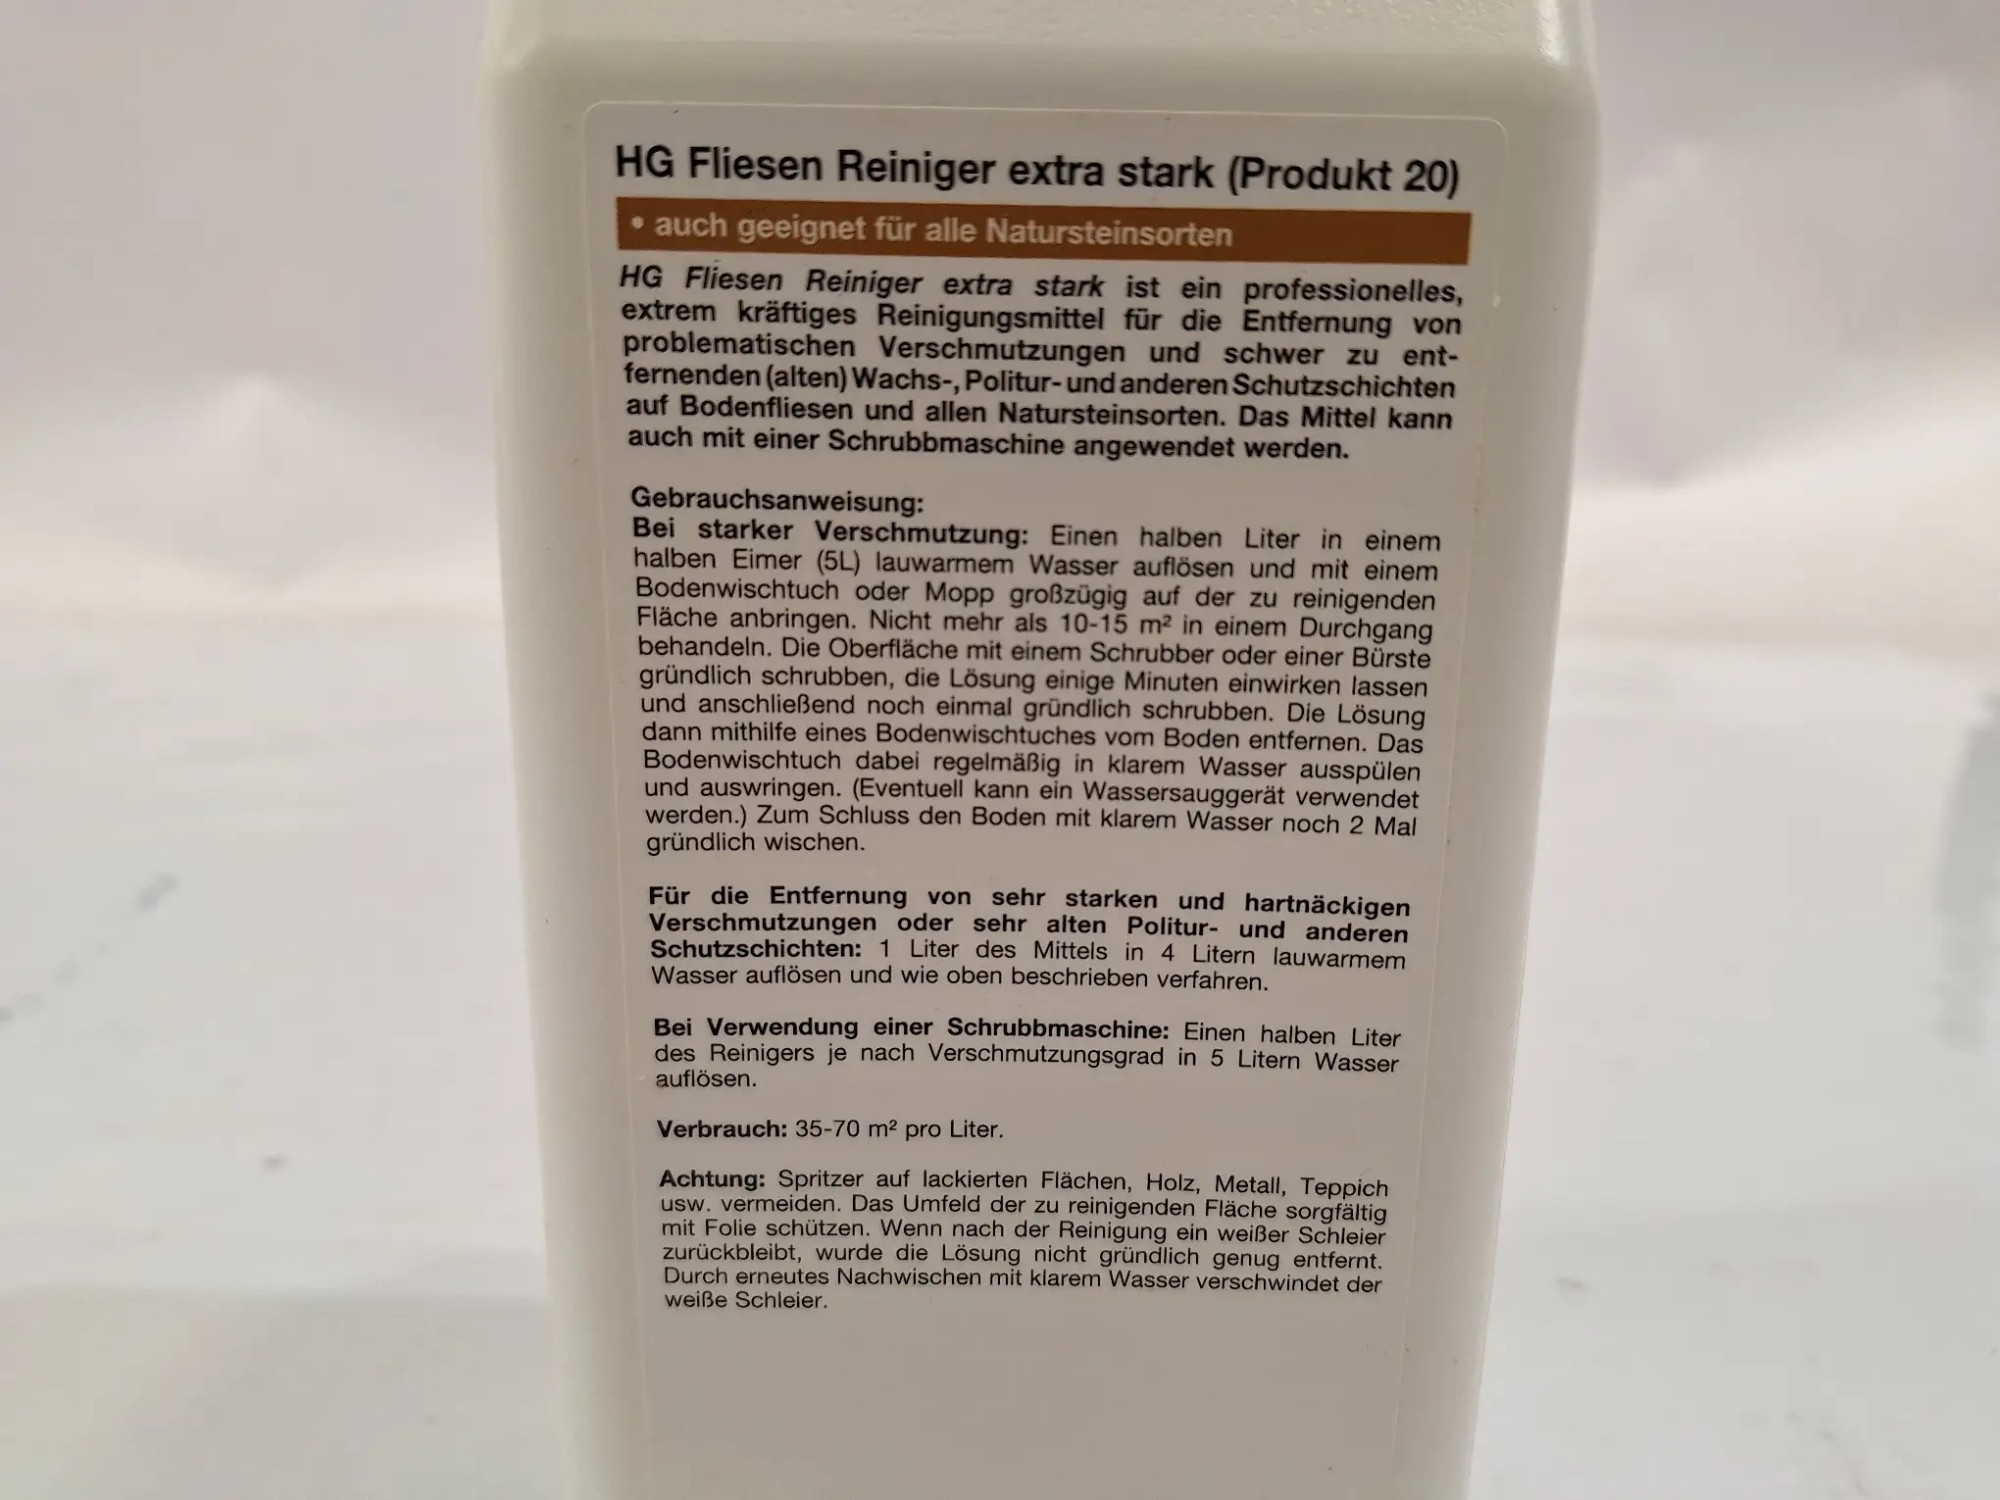 HG Fliesen Reiniger extra stark (Produkt 20)
• auch geeignet für alle Natursteinsorten
HG Fliesen Reiniger extra stark ist ein professionelles,
extrem kräftiges Reinigungsmittel für die Entfernung von
problematischen Verschmutzungen und schwer zu ent-
fernenden (alten) Wachs-, Politur- und anderen Schutzschichten
auf Bodenfliesen und allen Natursteinsorten. Das Mittel kann
auch mit einer Schrubbmaschine angewendet werden.
Gebrauchsanweisung:
Bei starker Verschmutzung: Einen halben Liter in einem
halben Eimer (5L) lauwarmem Wasser auflösen und mit einem
Bodenwischtuch oder Mopp großzügig auf der zu reinigenden
Fläche anbringen. Nicht mehr als 10-15 m² in einem Durchgang
behandeln. Die Oberfläche mit einem Schrubber oder einer Bürste
gründlich schrubben, die Lösung einige Minuten einwirken lassen
und anschließend noch einmal gründlich schrubben. Die Lösung
dann mithilfe eines Bodenwischtuches vom Boden entfernen. Das
Bodenwischtuch dabei regelmäßig in klarem Wasser ausspülen
und auswringen. (Eventuell kann ein Wassersauggerät verwendet
werden.) Zum Schluss den Boden mit klarem Wasser noch 2 Mal
gründlich wischen.
Für die Entfernung von sehr starken und hartnäckigen
Verschmutzungen oder sehr alten Politur- und anderen
Schutzschichten: 1 Liter des Mittels in 4 Litern lauwarmem
Wasser auflösen und wie oben beschrieben verfahren.
Bei Verwendung einer Schrubbmaschine: Einen halben Liter
des Reinigers je nach Verschmutzungsgrad in 5 Litern Wasser
auflösen.
Verbrauch: 35-70 m² pro Liter.
Achtung: Spritzer auf lackierten Flächen, Holz, Metall, Teppich
usw. vermeiden. Das Umfeld der zu reinigenden Fläche sorgfältig
mit Folie schützen. Wenn nach der Reinigung ein weißer Schleier
zurückbleibt, wurde die Lösung nicht gründlich genug entfernt.
Durch erneutes Nachwischen mit klarem Wasser verschwindet der
weiße Schleier.